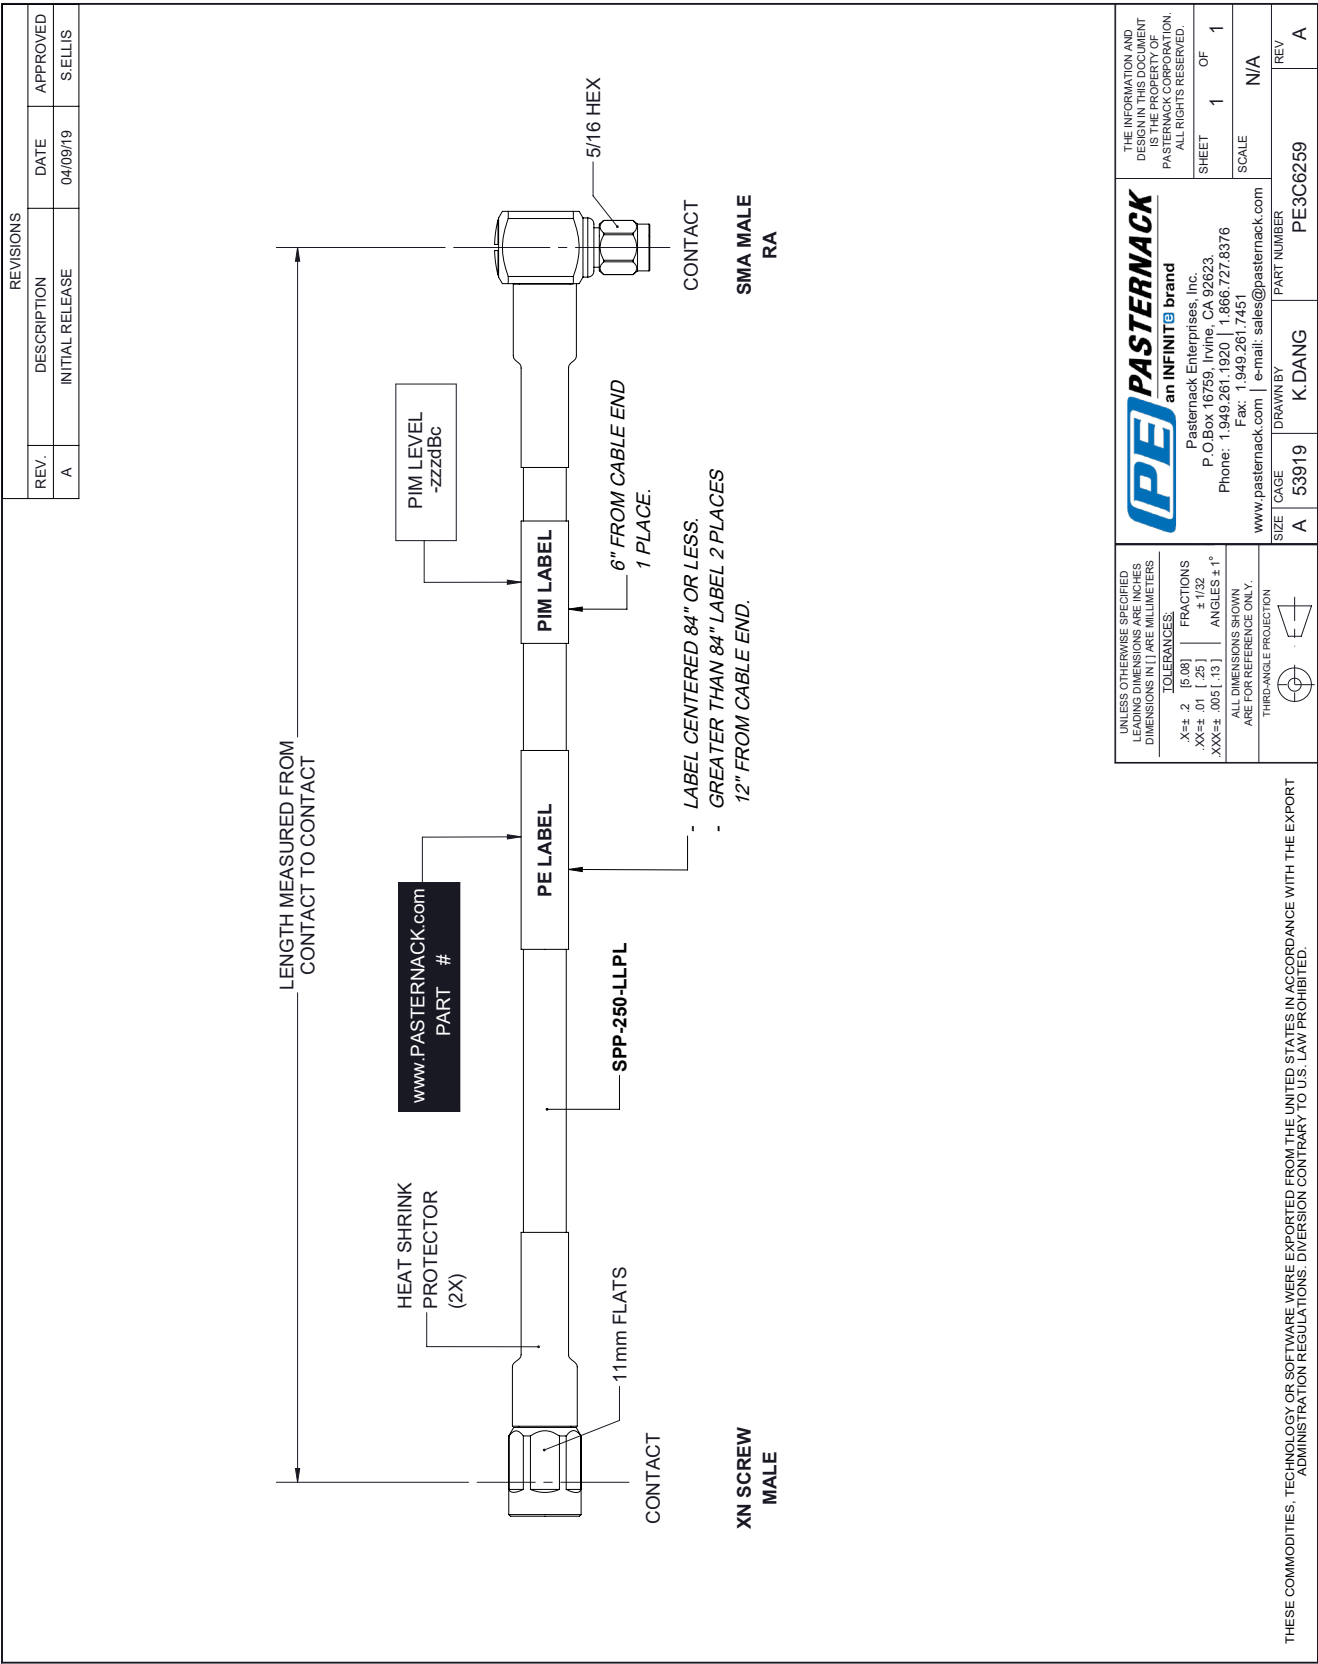 REVISIONS
REV. DESCRIPTION DATE APPROVED
A INITIAL RELEASE 04/09/19 S.ELLIS
LENGTH MEASURED FROM
CONTACT TO CONTACT
HEAT SHRINK
PROTECTOR
(2X)
www.PASTERNACK.com
PART #
PIM LEVEL
-zzzdBc
PE LABEL
PIM LABEL
5/16 HEX
11mm FLATS
SPP-250-LLPL
6" FROM CABLE END
1 PLACE.
- LABEL CENTERED 84" OR LESS.
- GREATER THAN 84" LABEL 2 PLACES
12" FROM CABLE END.
CONTACT
XN SCREW
MALE
CONTACT
SMA MALE
RA
UNLESS OTHERWISE SPECIFIED
LEADING DIMENSIONS ARE INCHES
DIMENSIONS IN [ ] ARE MILLIMETERS
TOLERANCES:
.X=± .2 [5.08] FRACTIONS
.XX=± .01 [ .25 ] ± 1/32
.XXX=± .005 [ .13 ] ANGLES ± 1°
ALL DIMENSIONS SHOWN
ARE FOR REFERENCE ONLY.
THIRD-ANGLE PROJECTION
PE PASTERNACK
an INFINITe brand
Pasternack Enterprises, Inc.
P.O.Box 16759, Irvine, CA 92623.
Phone: 1.949.261.1920 | 1.866.727.8376
Fax: 1.949.261.7451
www.pasternack.com | e-mail: sales@pasternack.com
THE INFORMATION AND
DESIGN IN THIS DOCUMENT
IS THE PROPERTY OF
PASTERNACK CORPORATION.
ALL RIGHTS RESERVED.
SHEET 1 OF 1
SCALE N/A
SIZE CAGE DRAWN BY PART NUMBER REV
A 53919 K.DANG PE3C6259 A
THESE COMMODITIES, TECHNOLOGY OR SOFTWARE WERE EXPORTED FROM THE UNITED STATES IN ACCORDANCE WITH THE EXPORT
ADMINISTRATION REGULATIONS. DIVERSION CONTRARY TO U.S. LAW PROHIBITED.